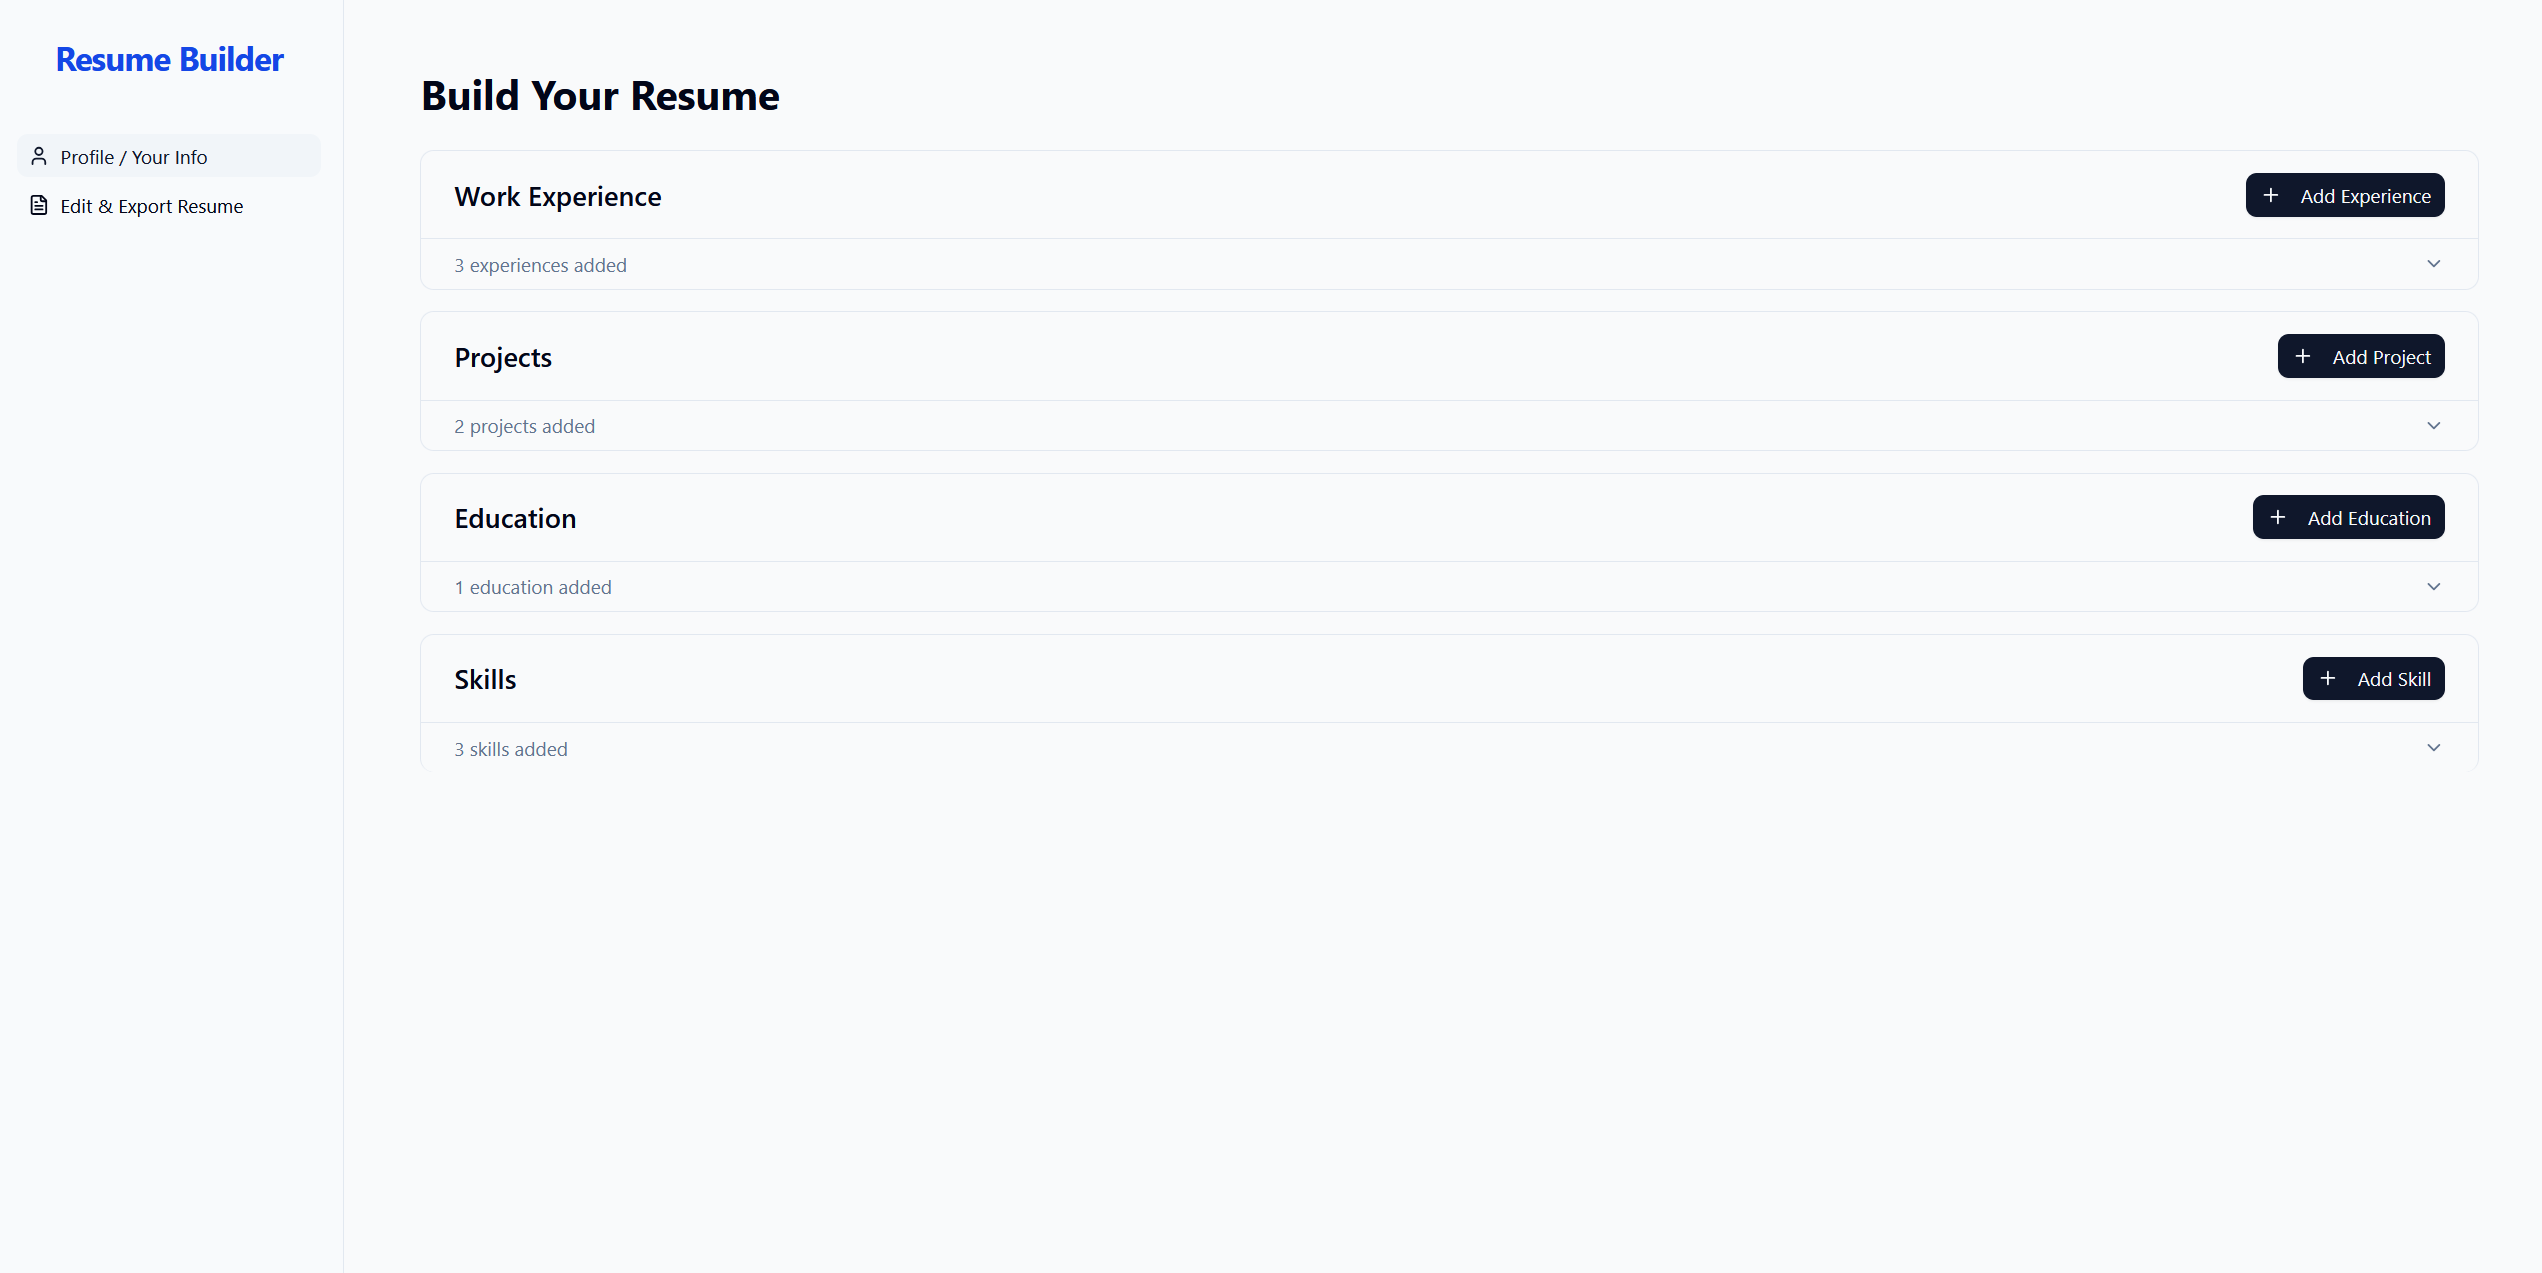 Resume Builder
Profile / Your Info
Edit & Export Resume
Build Your Resume
Work Experience
Add Experience
3 experiences added
Projects
Add Project
2 projects added
Education
Add Education
1 education added
Skills
Add Skill
3 skills added